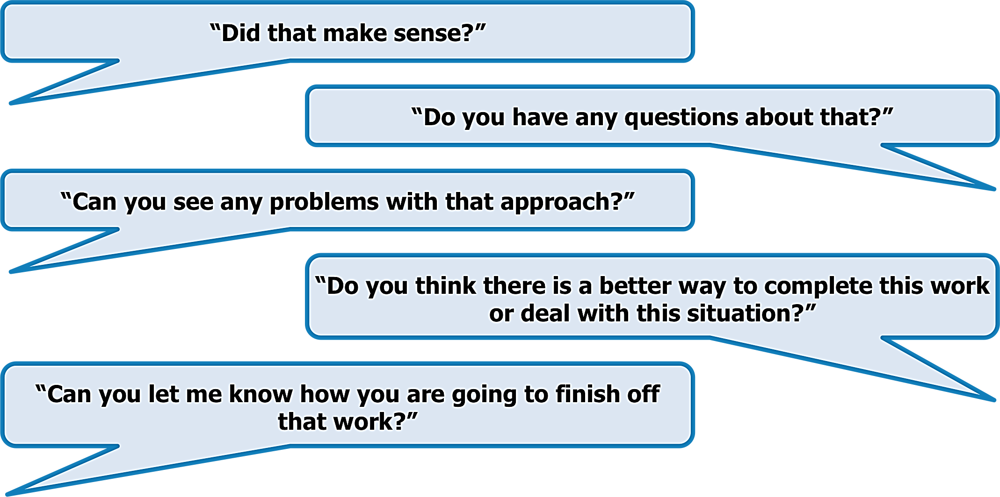 “Did that make sense?”
“Do you have any questions about that?”
“Can you see any problems with that approach?”
“Do you think there is a better way to complete this work
or deal with this situation?”
“Can you let me know how you are going to finish off
that work?”